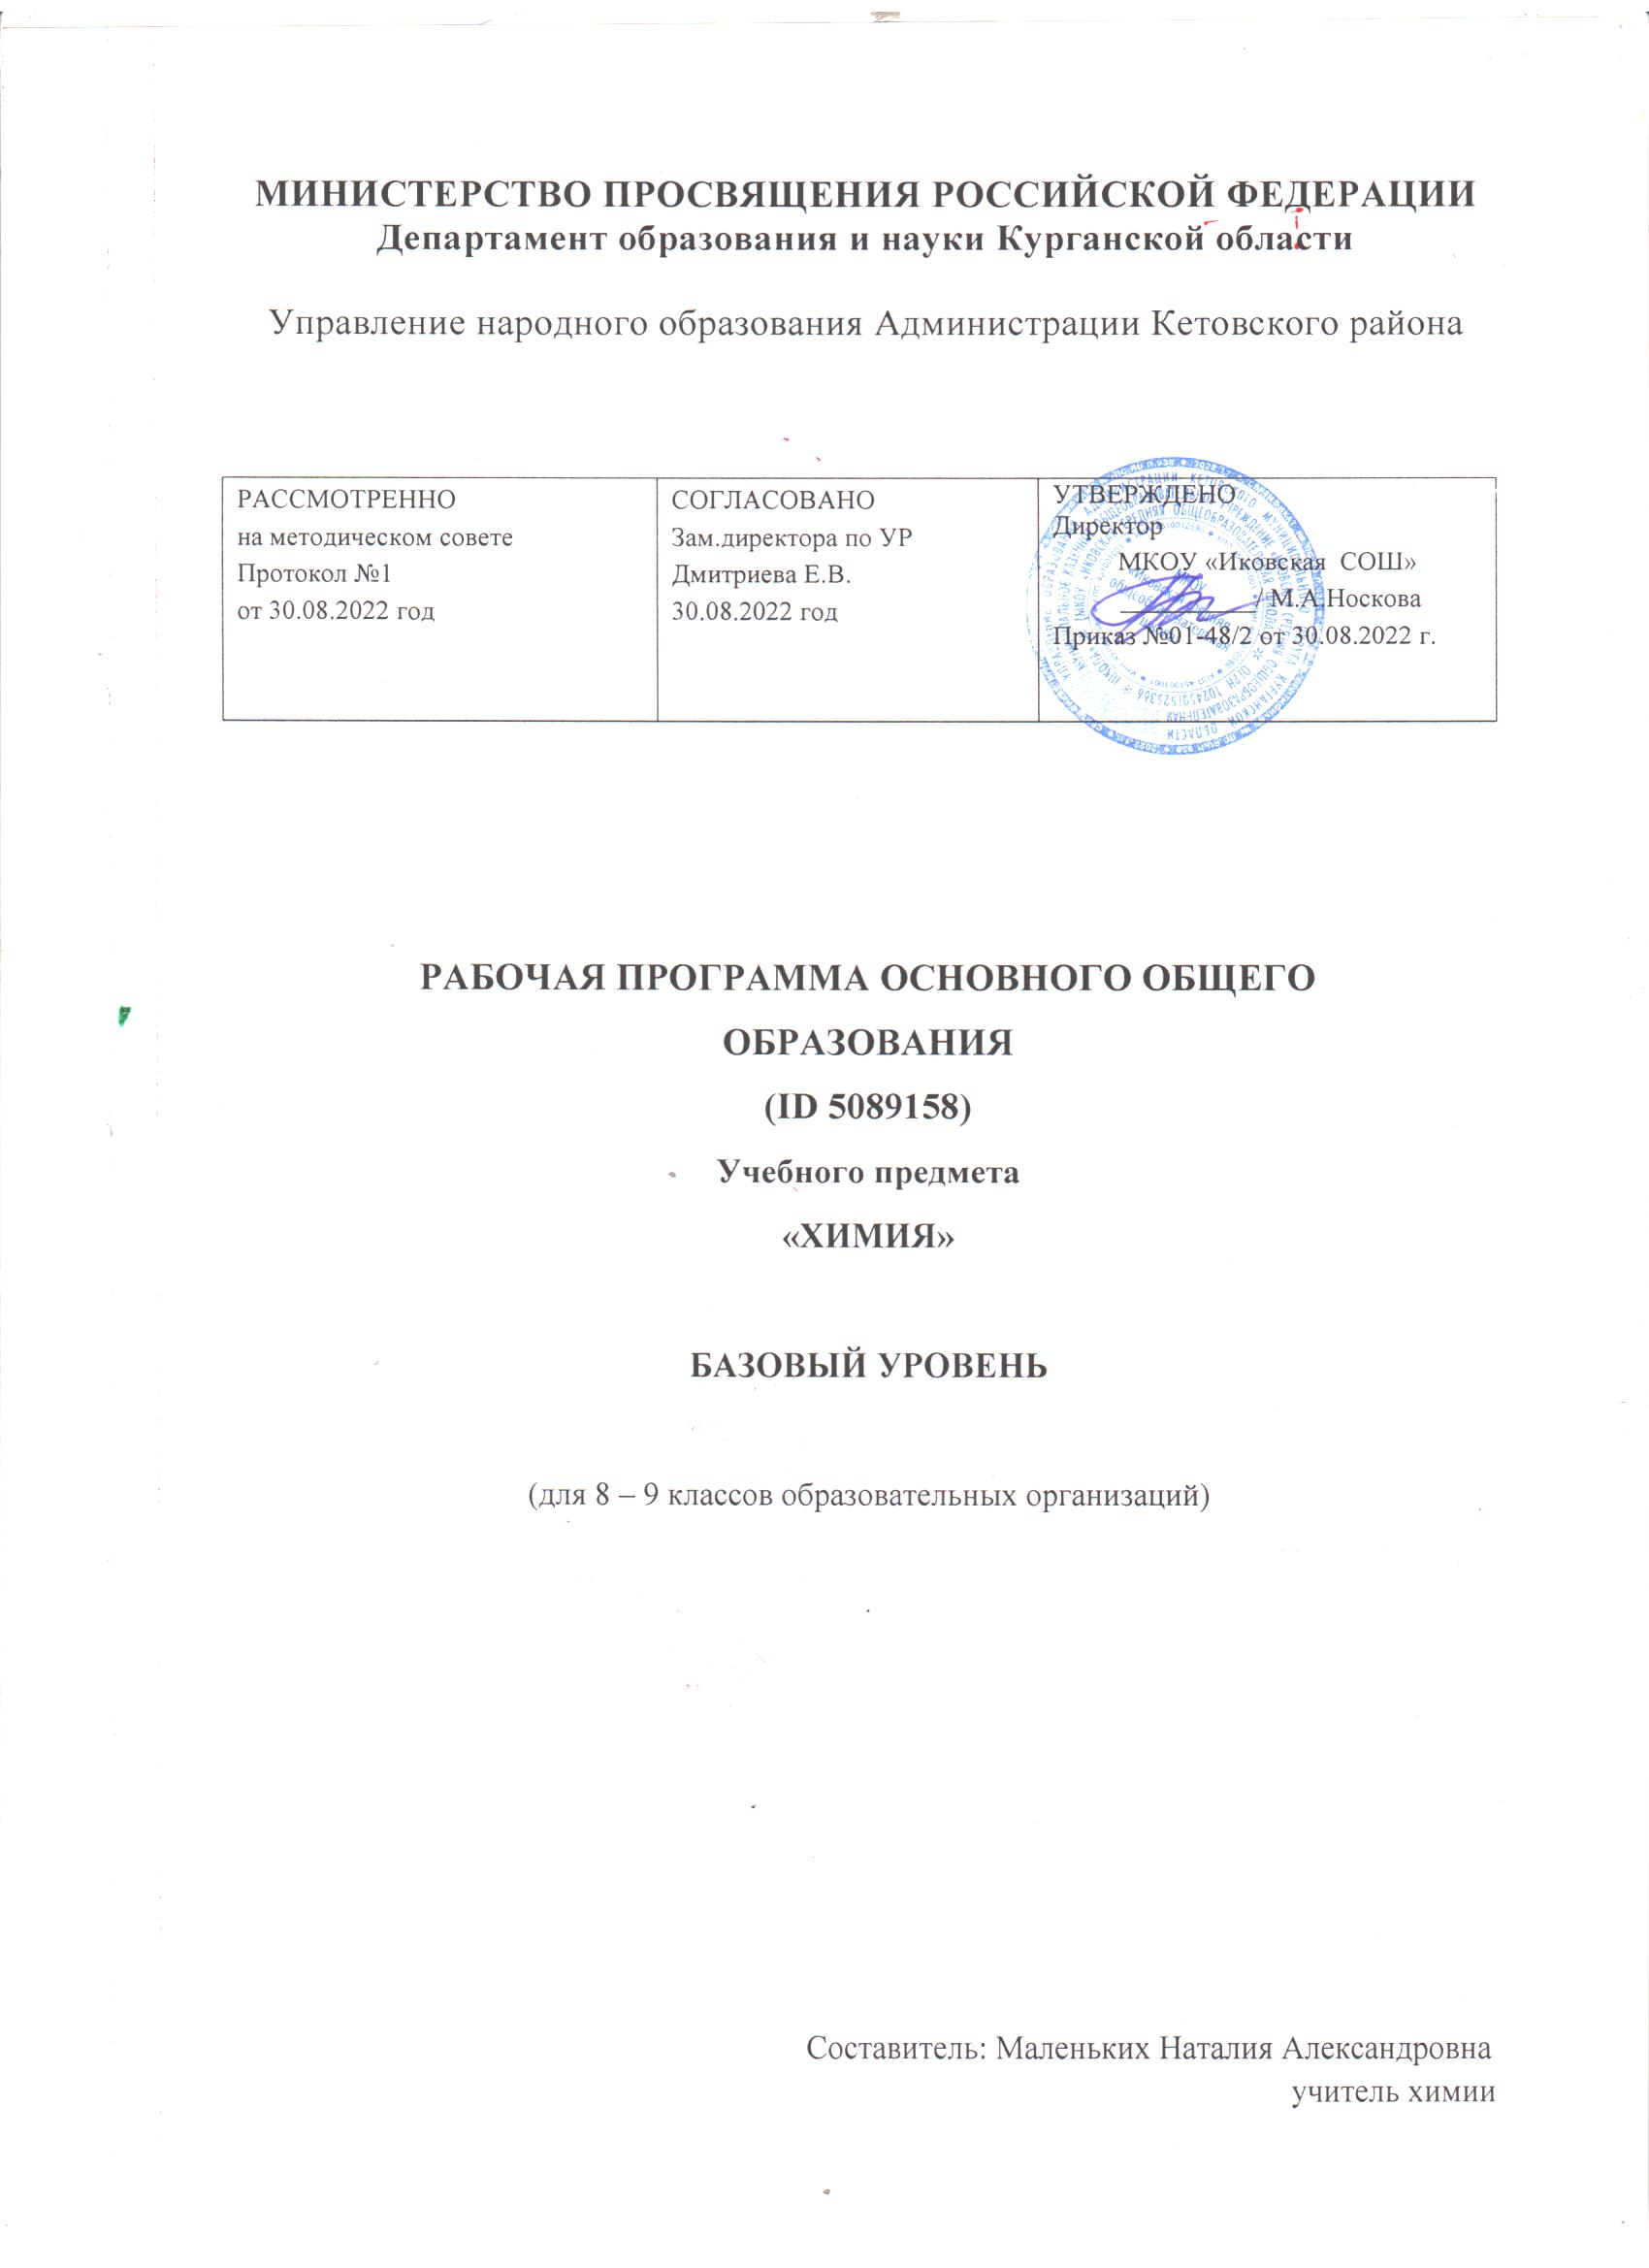 МИНИСТЕРСТВО ПРОСВЯЩЕНИЯ РОССИЙСКОЙ ФЕДЕРАЦИИ
Департамент образования и науки Курганской области
Управление народного образования Администрации Кетовского района
РАССМОТРЕННО
на методическом совете
Протокол №1
от 30.08.2022 год
СОГЛАСОВАНО
Зам.директора по УР
Дмитриева Е.В.
30.08.2022 год
УТВЕРЖДЕНО
Директор
МКОУ «Иковская СОШ»
__________/ М.А.Носкова
Приказ №01-48/2 от 30.08.2022 г.
РАБОЧАЯ ПРОГРАММА ОСНОВНОГО ОБЩЕГО
ОБРАЗОВАНИЯ
(ID 5089158)
Учебного предмета
«ХИМИЯ»
БАЗОВЫЙ УРОВЕНЬ
(для 8 – 9 классов образовательных организаций)
Составитель: Маленьких Наталия Александровна
учитель химии